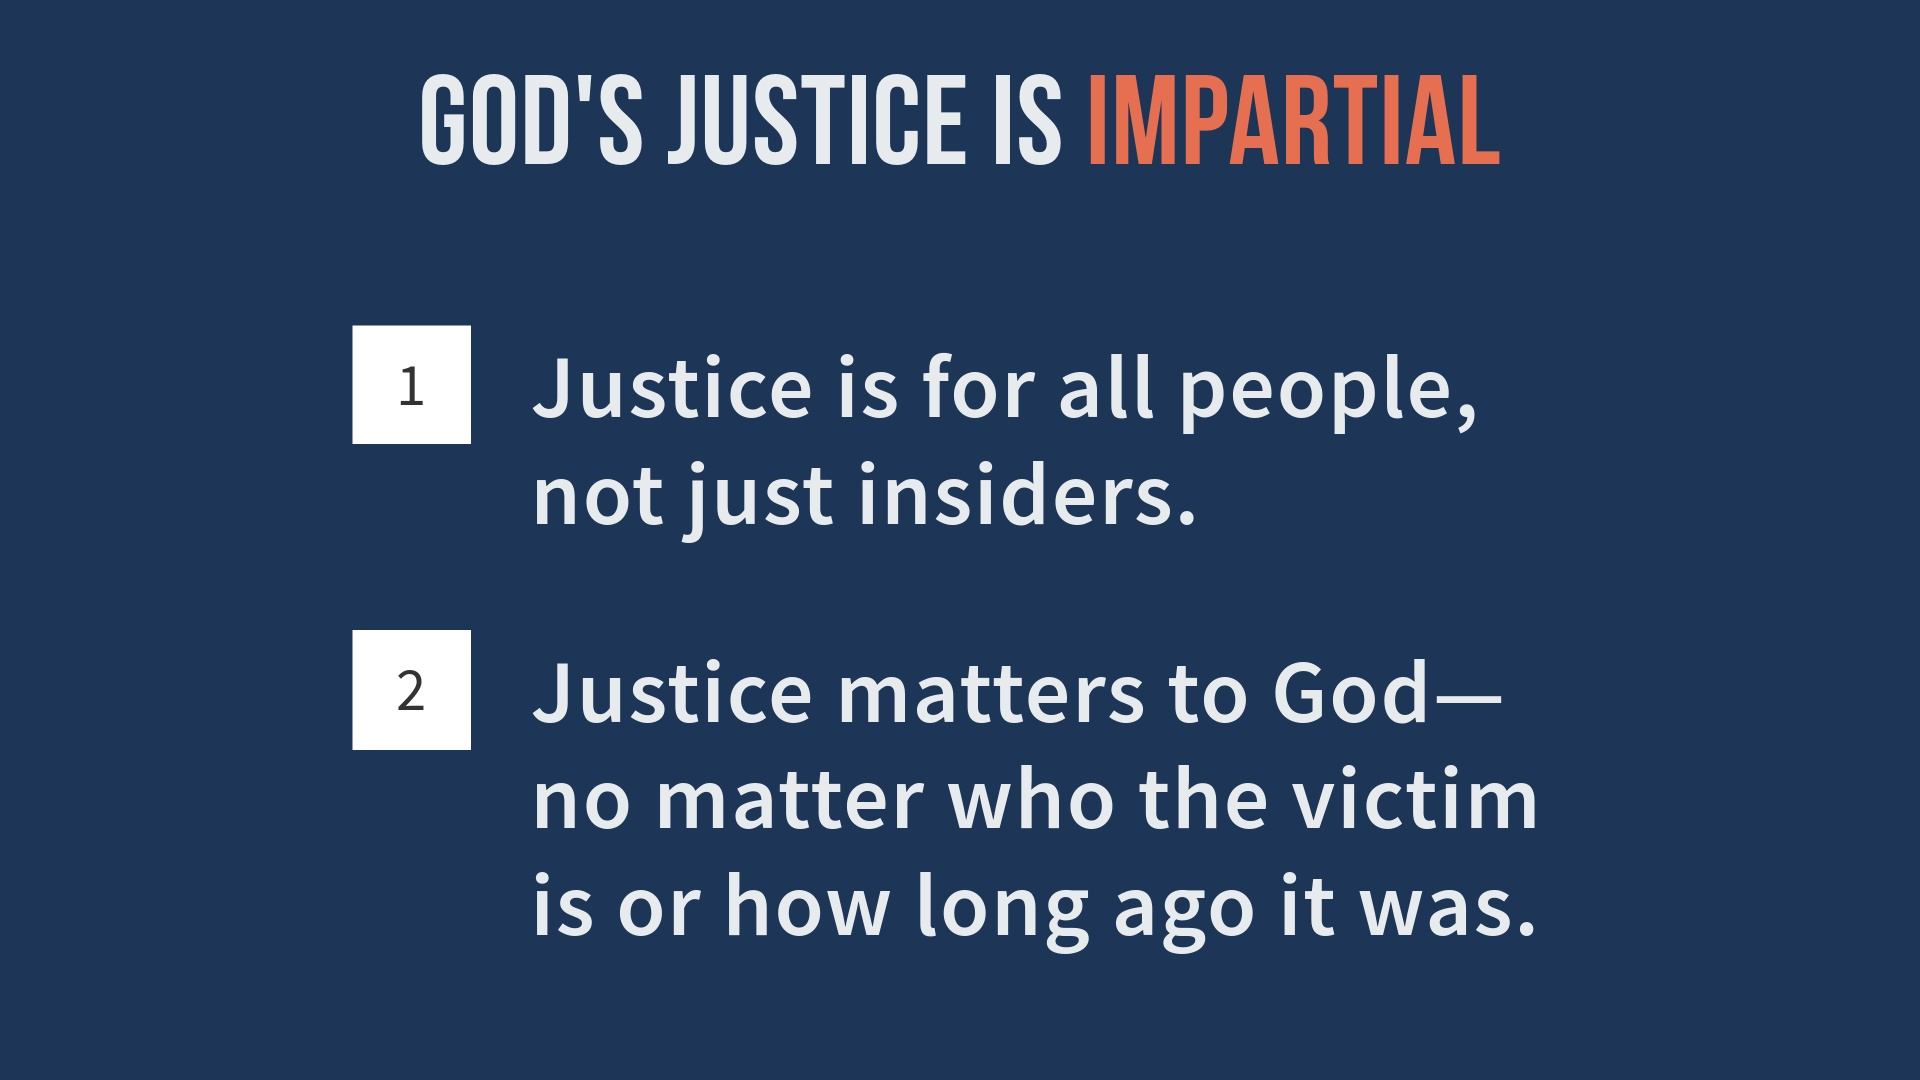 GOD'S JUSTICE IS IMPARTIAL
1
Justice is for all people,
not just insiders.
2
Justice matters to God—
no matter who the victim
is or how long ago it was.